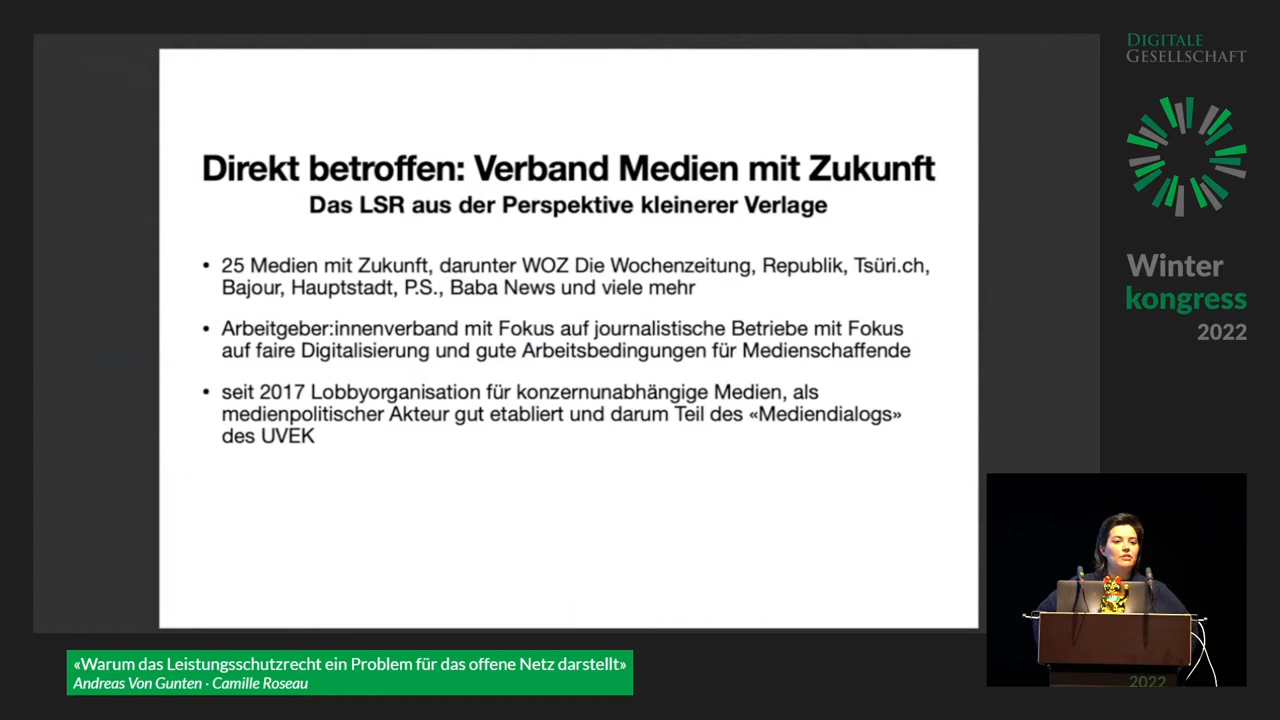 Direkt betroffen: Verband Medien mit Zukunft
Das LSR aus der Perspektive kleinerer Verlage
• 25 Medien mit Zukunft, darunter WOZ Die Wochenzeitung, Republik, Tsüri.ch,
Bajour, Hauptstadt, P.S., Baba News und viele mehr
• Arbeitgeber:innenverband mit Fokus auf journalistische Betriebe mit Fokus
auf faire Digitalisierung und gute Arbeitsbedingungen für Medienschaffende
• seit 2017 Lobbyorganisation für konzernunabhängige Medien, als
medienpolitischer Akteur gut etabliert und darum Teil des «Mediendialogs»
des UVEK
DIGITALE
GESELLSCHAFT
Winter
kongress
2022
«Warum das Leistungsschutzrecht ein Problem für das offene Netz darstellt»
Andreas Von Gunten · Camille Roseau
2022